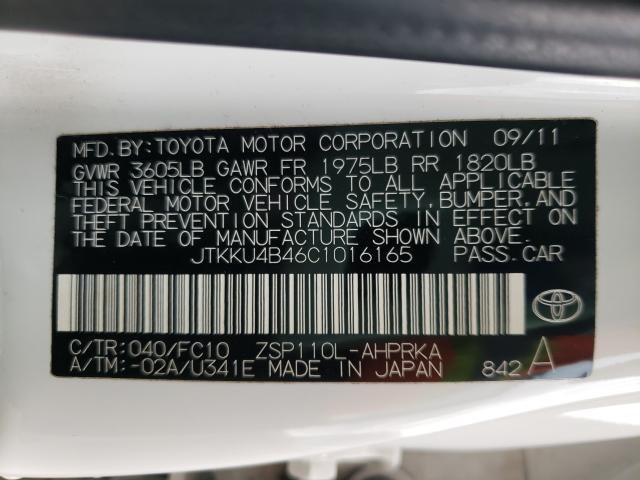 MFD.BY:TOYOTA MOTOR CORPORATION 09/11
GVWR 3605LB GAWR FR 1975LB RR 1820LB
THIS VEHICLE CONFORMS TO ALL APPLICABLE
FEDERAL MOTOR VEHICLE SAFETY, BUMPER, AND
THEFT PREVENTION STANDARDS IN EFFECT ON
THE DATE OF MANUFACTURE SHOWN ABOVE.
JTKKU4B46C1016165 PASS.CAR
C/TR:040/FC10 ZSP110L-AHPRKA
A/TM:-02A/U341E MADE IN JAPAN 842 A